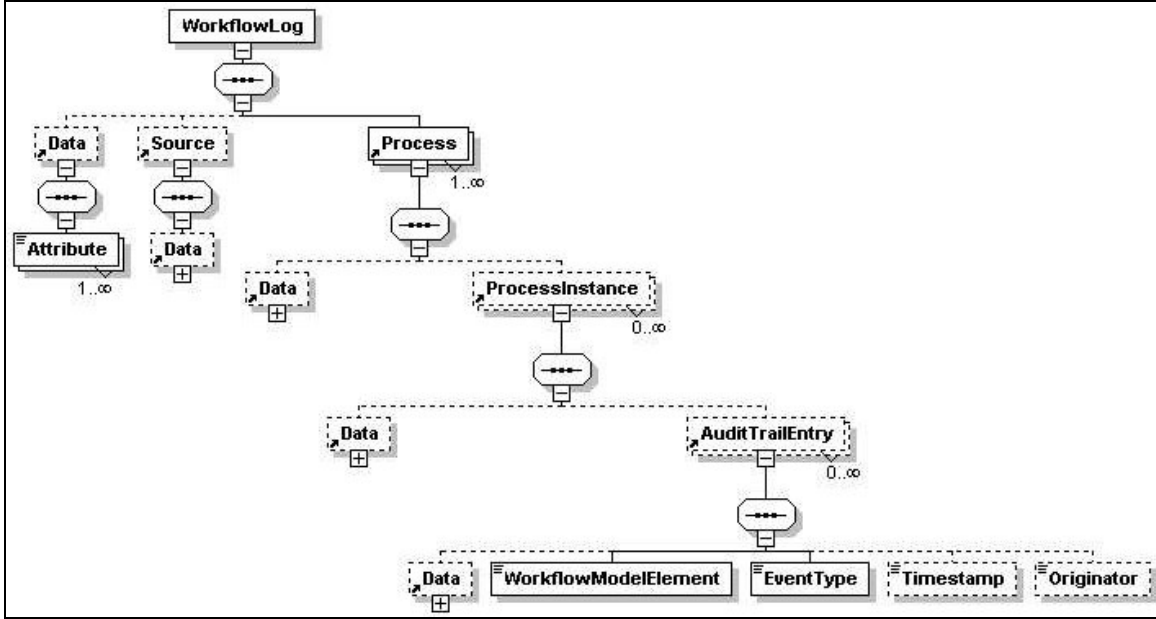 WorkflowLog
Data
Source
Process
1..∞
Attribute
1..∞
Data
Data
ProcessInstance
0..∞
Data
AuditTrailEntry
0..∞
Data
WorkflowModelElement
EventType
Timestamp
Originator